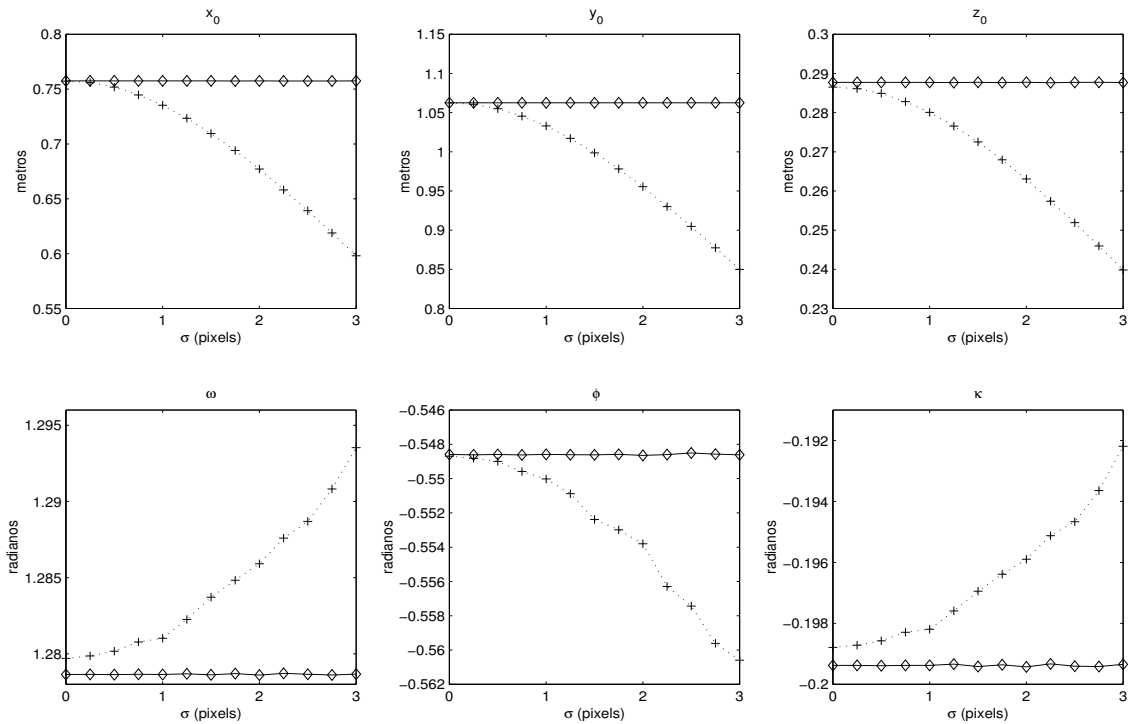 x0
0.8
0.75
0.7
0.65
0.6
0.55
metros
0 1 2 3
σ (pixels)
y0
1.15
1.1
1.05
1
0.95
0.9
0.85
0.8
metros
0 1 2 3
σ (pixels)
z0
0.3
0.29
0.28
0.27
0.26
0.25
0.24
0.23
metros
0 1 2 3
σ (pixels)
ω
1.295
1.29
1.285
1.28
radianos
0 1 2 3
σ (pixels)
ϕ
−0.546
−0.548
−0.55
−0.552
−0.554
−0.556
−0.558
−0.56
−0.562
radianos
0 1 2 3
σ (pixels)
κ
−0.192
−0.194
−0.196
−0.198
−0.2
radianos
0 1 2 3
σ (pixels)